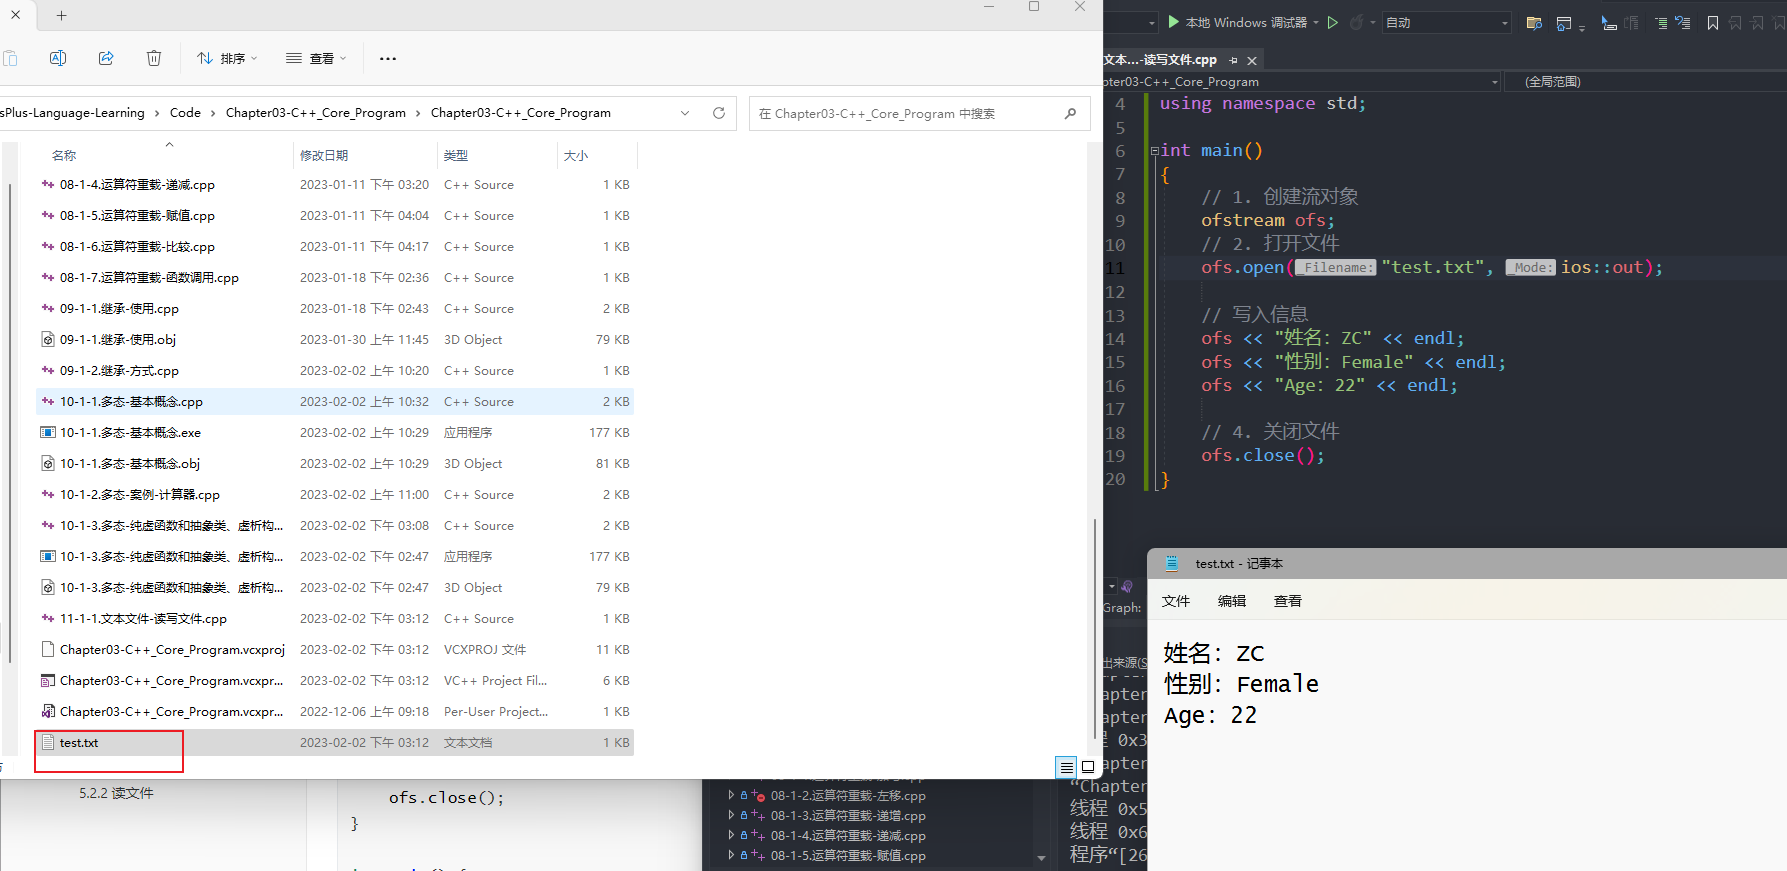 排序
查看
sPlus-Language-Learning › Code › Chapter03-C++_Core_Program › Chapter03-C++_Core_Program
在 Chapter03-C++_Core_Program 中搜索
名称 修改日期 类型 大小
08-1-4.运算符重载-递减.cpp 2023-01-11 下午 03:20 C++ Source 1 KB
08-1-5.运算符重载-赋值.cpp 2023-01-11 下午 04:04 C++ Source 1 KB
08-1-6.运算符重载-比较.cpp 2023-01-11 下午 04:17 C++ Source 1 KB
08-1-7.运算符重载-函数调用.cpp 2023-01-18 下午 02:36 C++ Source 1 KB
09-1-1.继承-使用.cpp 2023-01-18 下午 02:43 C++ Source 2 KB
09-1-1.继承-使用.obj 2023-01-30 上午 11:45 3D Object 79 KB
09-1-2.继承-方式.cpp 2023-02-02 上午 10:20 C++ Source 1 KB
10-1-1.多态-基本概念.cpp 2023-02-02 上午 10:32 C++ Source 2 KB
10-1-1.多态-基本概念.exe 2023-02-02 上午 10:29 应用程序 177 KB
10-1-1.多态-基本概念.obj 2023-02-02 上午 10:29 3D Object 81 KB
10-1-2.多态-案例-计算器.cpp 2023-02-02 上午 11:00 C++ Source 2 KB
10-1-3.多态-纯虚函数和抽象类、虚析构... 2023-02-02 下午 03:08 C++ Source 2 KB
10-1-3.多态-纯虚函数和抽象类、虚析构... 2023-02-02 下午 02:47 应用程序 177 KB
10-1-3.多态-纯虚函数和抽象类、虚析构... 2023-02-02 下午 02:47 3D Object 79 KB
11-1-1.文本文件-读写文件.cpp 2023-02-02 下午 03:12 C++ Source 1 KB
Chapter03-C++_Core_Program.vcxproj 2023-02-02 下午 03:12 VCXPROJ 文件 11 KB
Chapter03-C++_Core_Program.vcxpr... 2023-02-02 下午 03:12 VC++ Project Fil... 6 KB
Chapter03-C++_Core_Program.vcxpr... 2022-12-06 上午 09:18 Per-User Project... 1 KB
test.txt 2023-02-02 下午 03:12 文本文档 1 KB
5.2.2 读文件
ofs.close();
}
08-1-2.运算符重载-左移.cpp
08-1-3.运算符重载-递增.cpp
08-1-4.运算符重载-递减.cpp
08-1-5.运算符重载-赋值.cpp
本地 Windows 调试器 自动
文本...-读写文件.cpp
pter03-C++_Core_Program (全局范围)
4 using namespace std;
5
6 int main()
7 {
8 // 1. 创建流对象
9 ofstream ofs;
10 // 2. 打开文件
11 ofs.open(_Filename: "test.txt", _Mode: ios::out);
12
13 // 写入信息
14 ofs << "姓名: ZC" << endl;
15 ofs << "性别: Female" << endl;
16 ofs << "Age: 22" << endl;
17
18 // 4. 关闭文件
19 ofs.close();
20 }
Graph:
出来源(S
apter
apter
程 0x3
apter
“Chapter
线程 0x5
线程 0x6
程序“[26
test.txt - 记事本
文件 编辑 查看
姓名: ZC
性别: Female
Age: 22